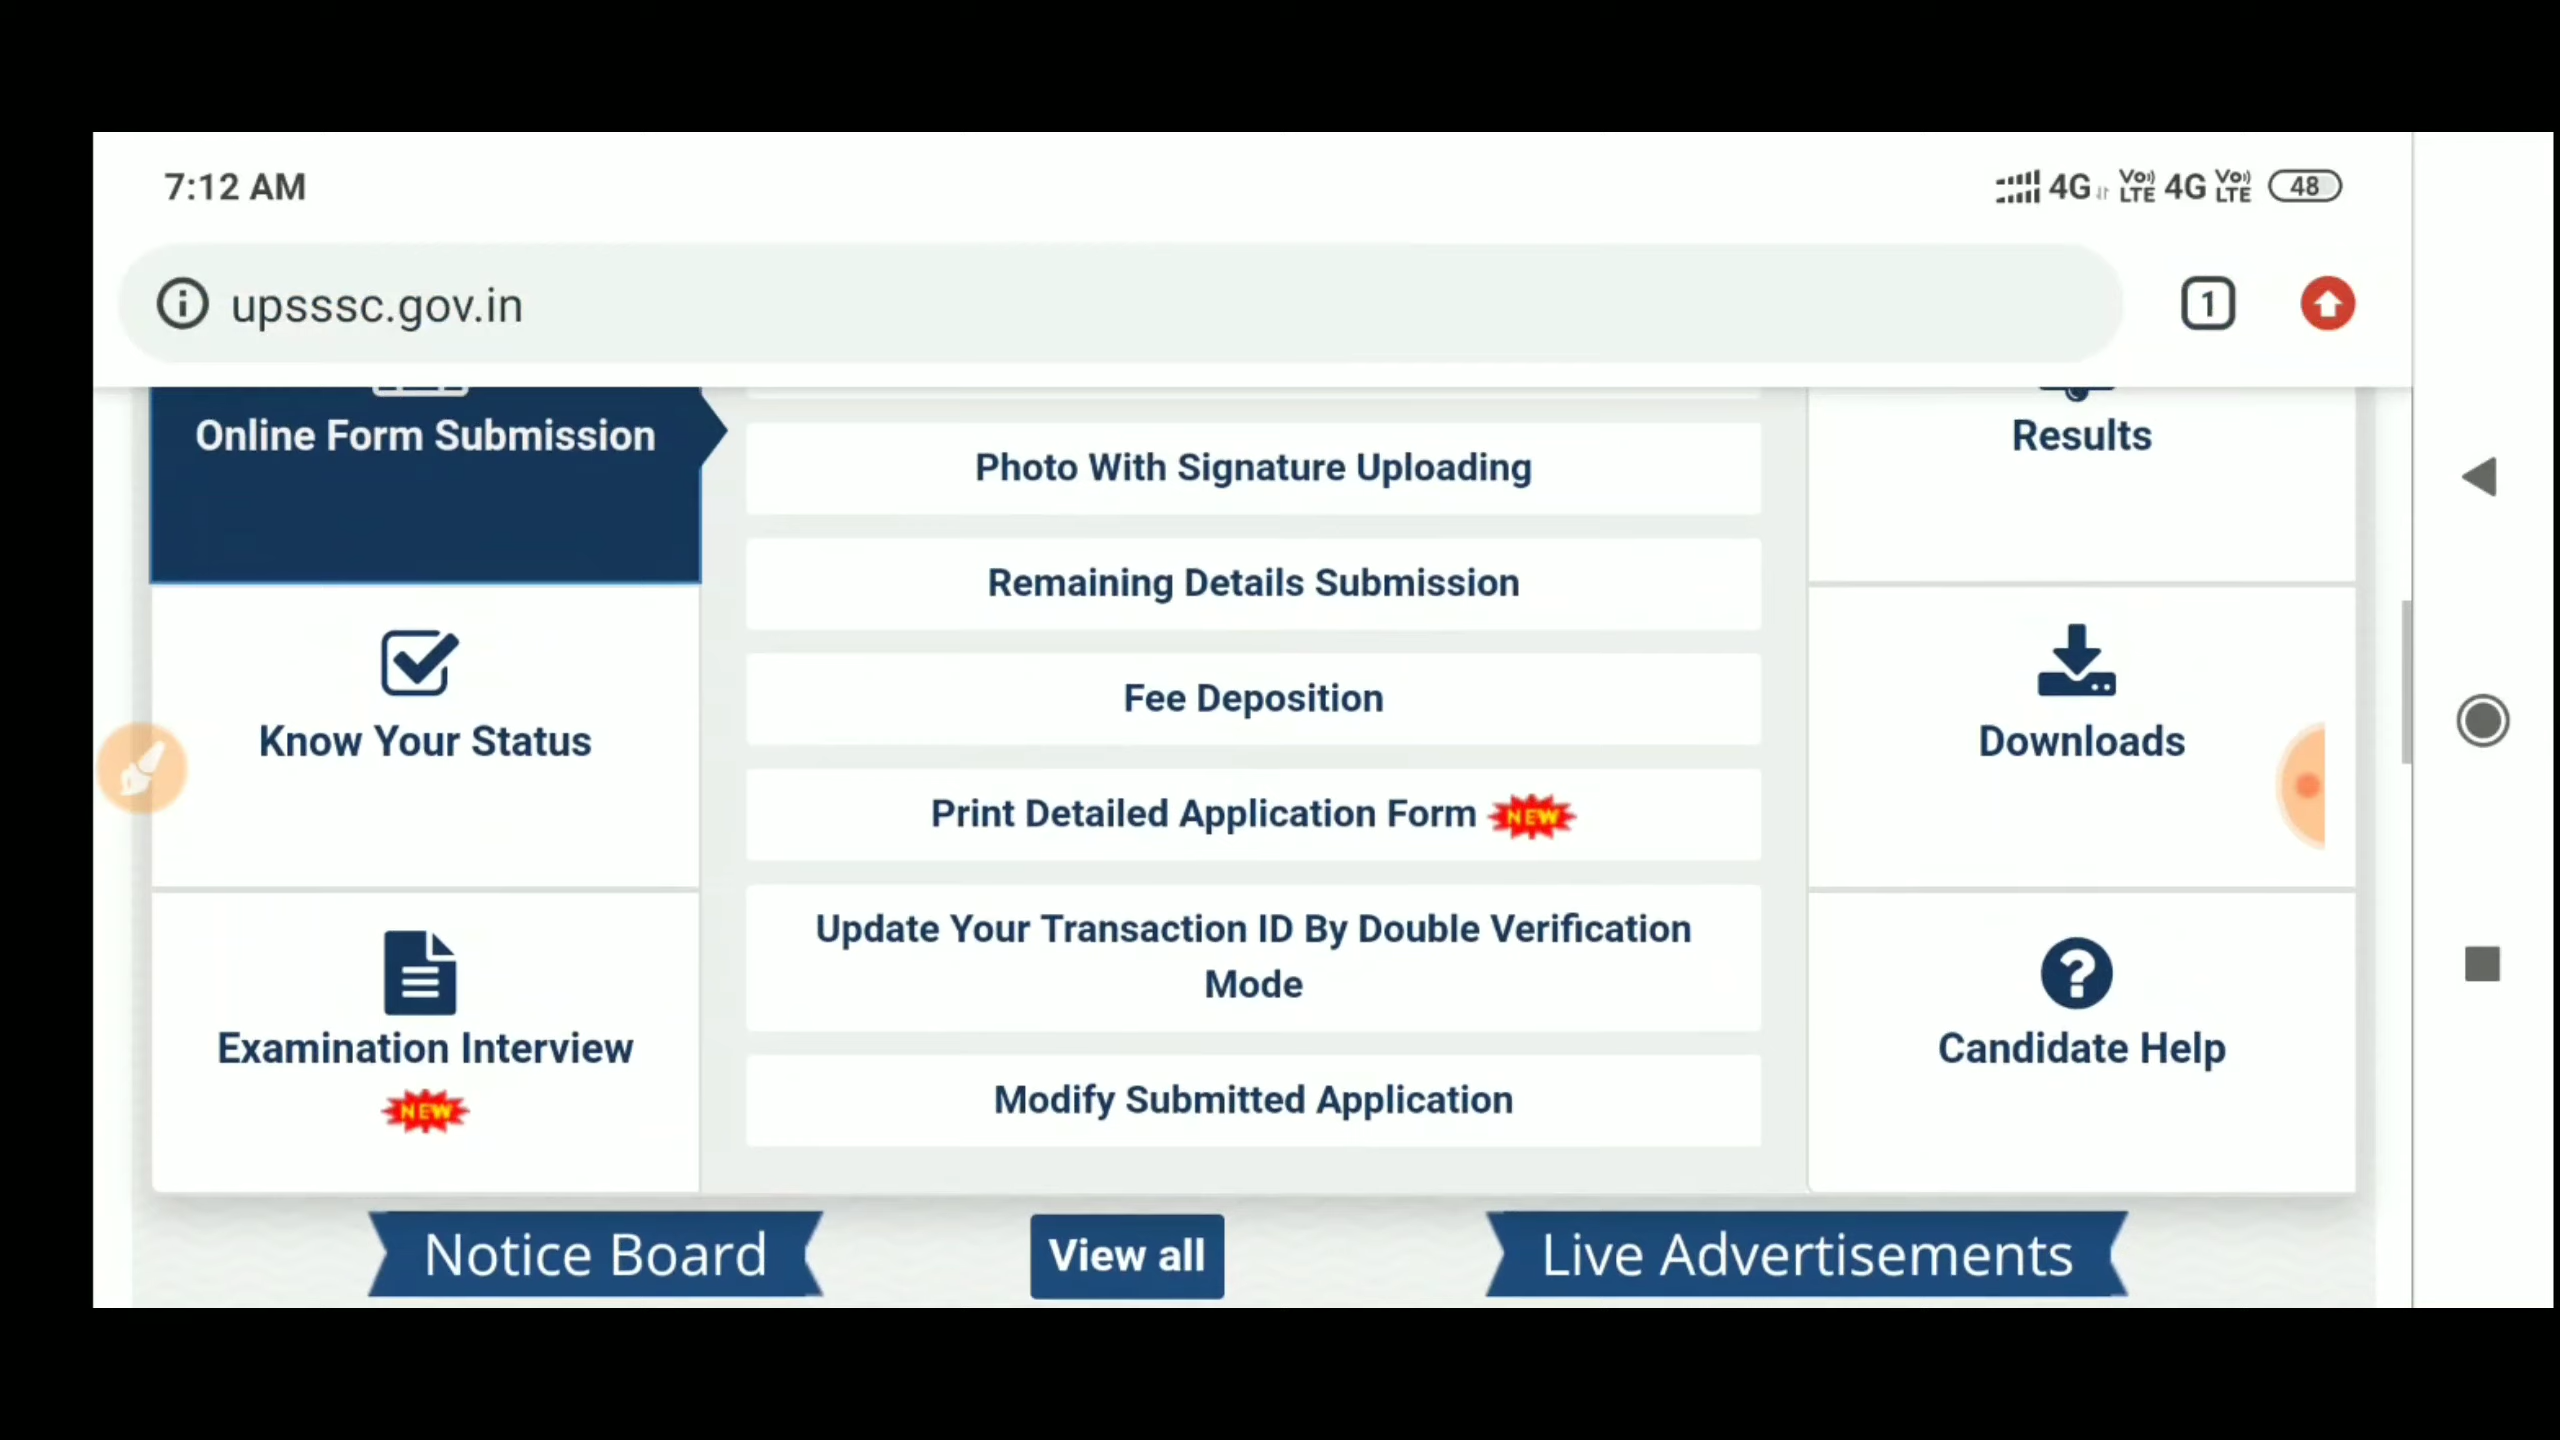 7:12 AM
4G Vo)) LTE 4G Vo)) LTE 48
upsssc.gov.in
1
Online Form Submission
Know Your Status
Examination Interview
NEW
Photo With Signature Uploading
Remaining Details Submission
Fee Deposition
Print Detailed Application Form NEW
Update Your Transaction ID By Double Verification
Mode
Modify Submitted Application
Results
Downloads
Candidate Help
Notice Board
View all
Live Advertisements